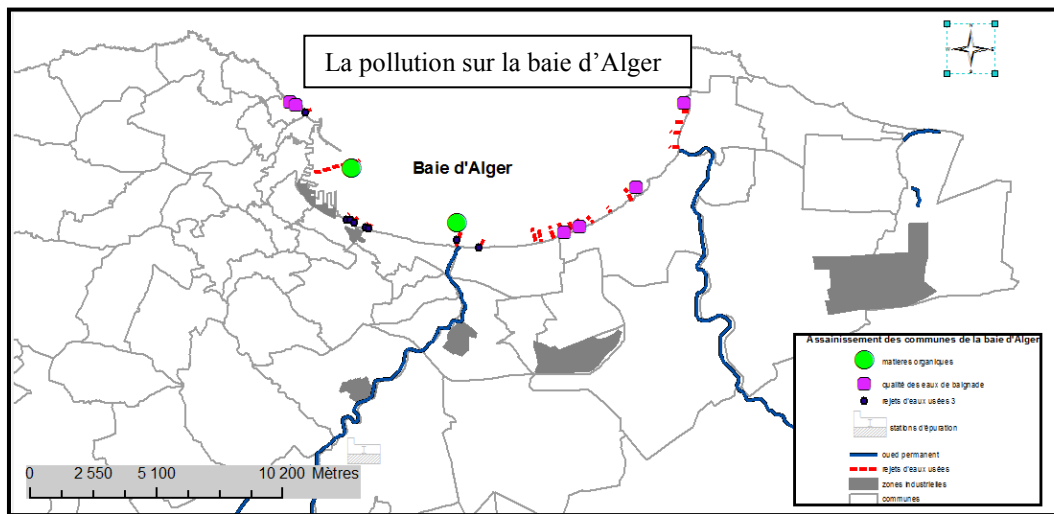 La pollution sur la baie d'Alger
Baie d'Alger
Assainissement des communes de la baie d'Alger
matières organiques
qualité des eaux de baignade
rejets d'eaux usées 3
stations d'épuration
oued permanent
rejets d'eaux usées
zones industrielles
communes
0 2 550 5 100 10 200 Mètres